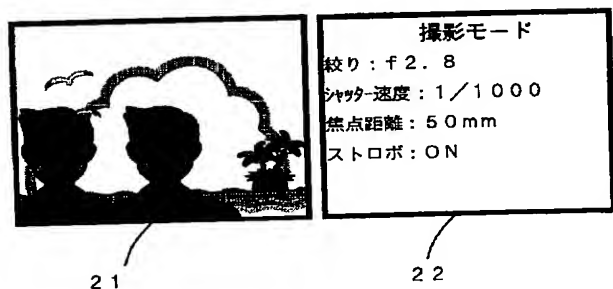 撮影モード
絞り：ｆ２．８
ｼｬｯﾀｰ速度：１／１０００
焦点距離：５０mm
ストロボ：ＯＮ
２１
２２